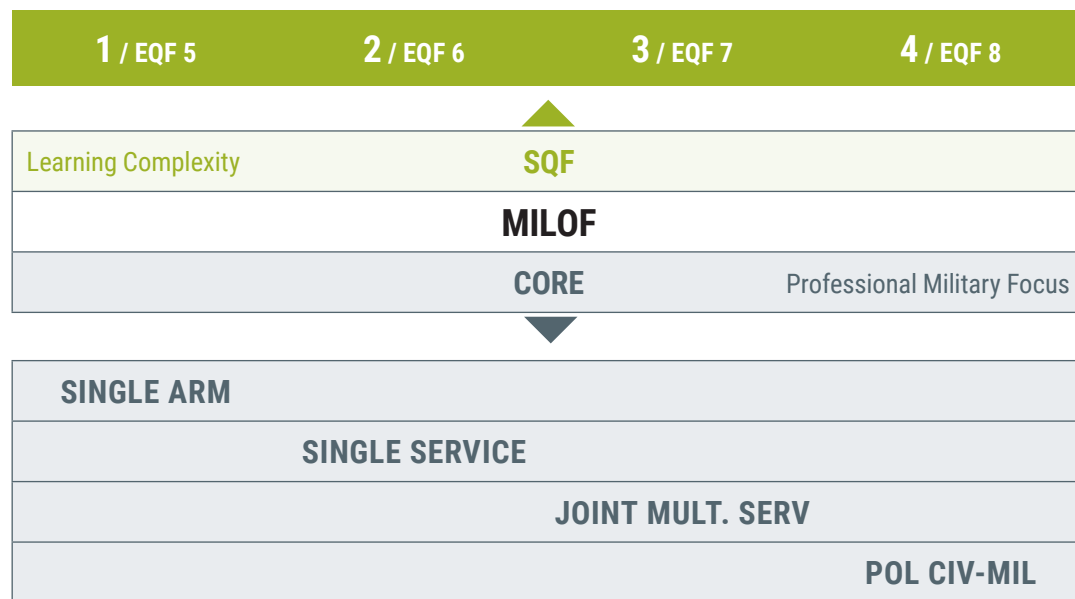 1 / EQF 5 2 / EQF 6 3 / EQF 7 4 / EQF 8
Learning Complexity SQF
MILOF
CORE Professional Military Focus
SINGLE ARM
SINGLE SERVICE
JOINT MULT. SERV
POL CIV-MIL